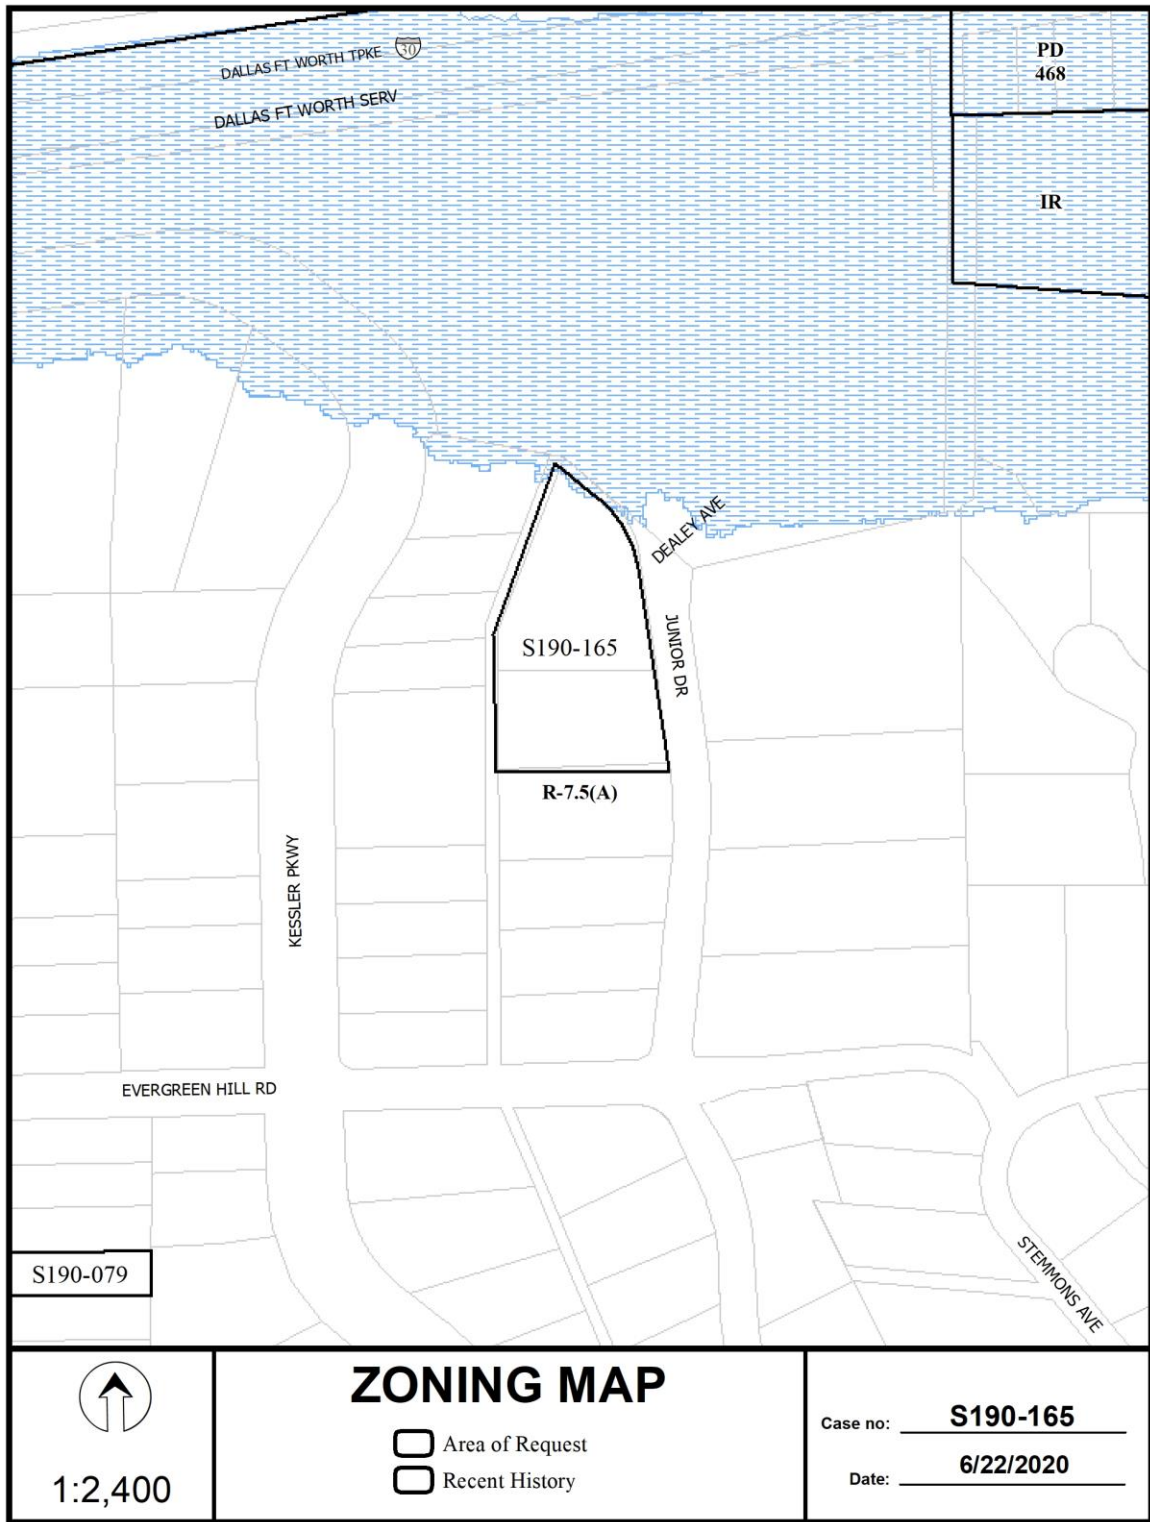 DALLAS FT WORTH TPKE 30
DALLAS FT WORTH SERV
PD
468
IR
DEALEY AVE
S190-165
JUNIOR DR
R-7.5(A)
KESSLER PKWY
EVERGREEN HILL RD
S190-079
STEMMONS AVE
1:2,400
ZONING MAP
Area of Request
Recent History
Case no: S190-165
Date: 6/22/2020